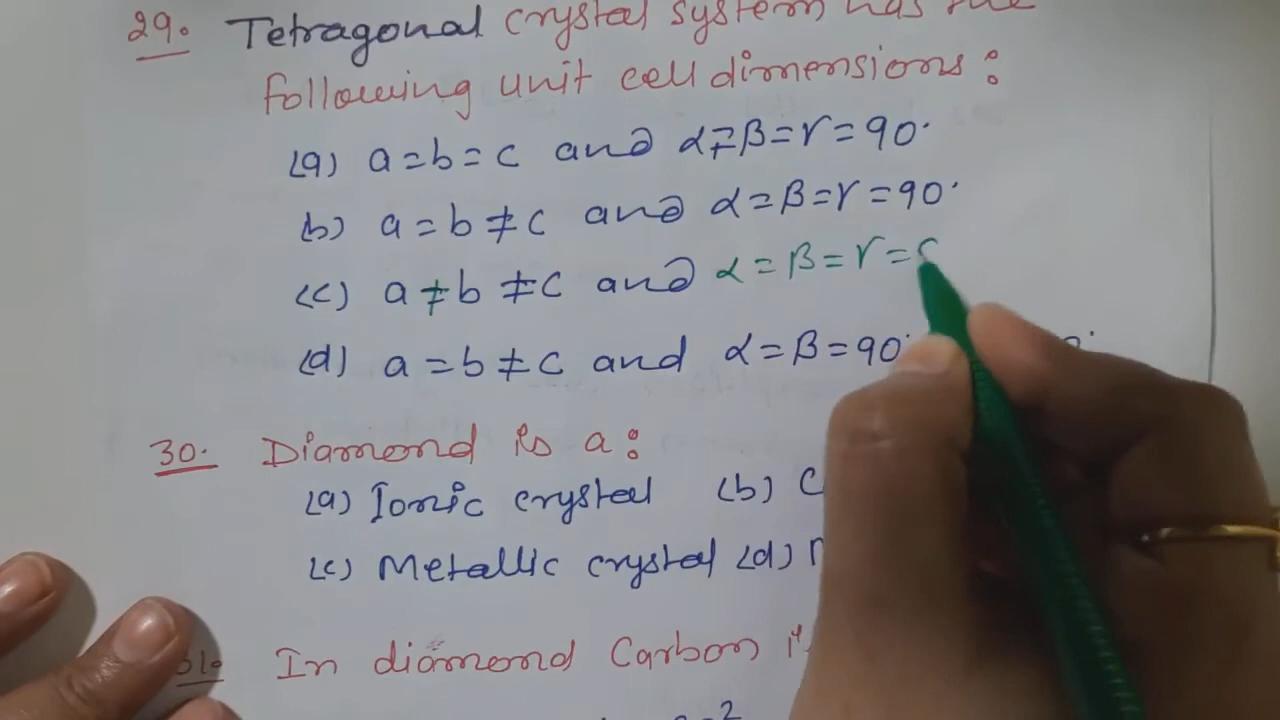 29. Tetragonal crystal system has the
following unit cell dimensions:
(a) a=b=c and α≠β=γ=90°
(b) a=b≠c and α=β=γ=90°
(c) a≠b≠c and α=β=γ=
(d) a=b≠c and α=β=90°
30. Diamond is a:
(a) Ionic crystal (b) C
(c) Metallic crystal (d)
31. In diamond Carbon